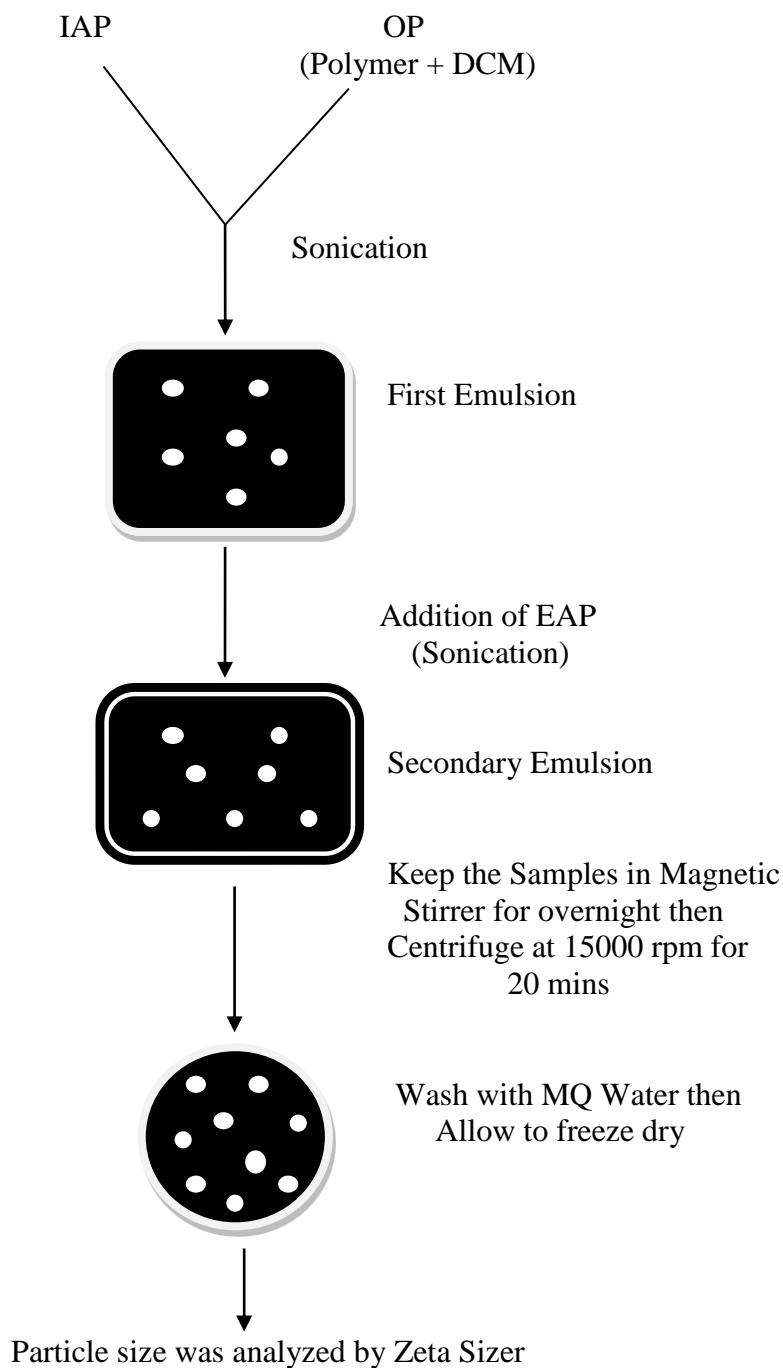 IAP OP
(Polymer + DCM)
Sonication
First Emulsion
Addition of EAP
(Sonication)
Secondary Emulsion
Keep the Samples in Magnetic
Stirrer for overnight then
Centrifuge at 15000 rpm for
20 mins
Wash with MQ Water then
Allow to freeze dry
Particle size was analyzed by Zeta Sizer